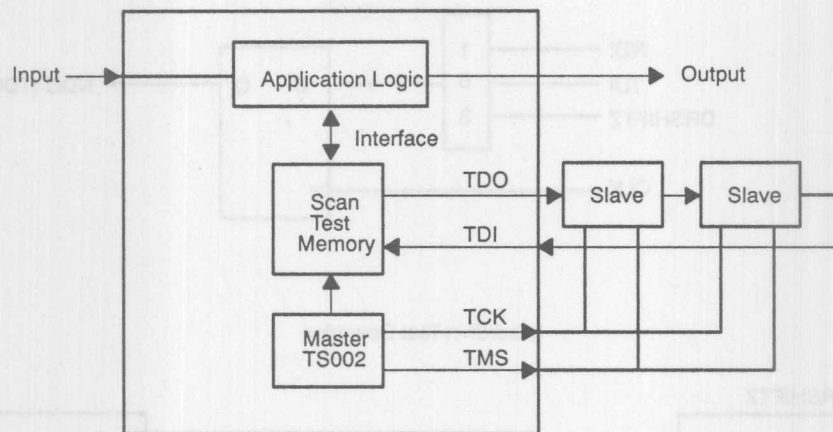 Input
Application Logic
Output
Interface
TDO
Scan
Test
Memory
Slave
Slave
TDI
TCK
Master
TS002
TMS